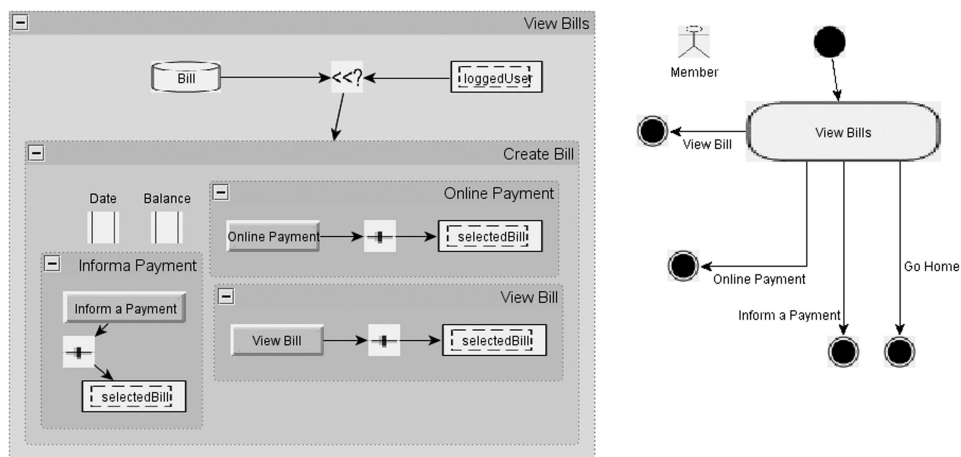 View Bills
Bill
<<?
loggedUser
Create Bill
Date
Balance
Online Payment
Online Payment
selectedBill
Informa Payment
Inform a Payment
selectedBill
View Bill
View Bill
selectedBill
Member
View Bills
View Bill
Online Payment
Go Home
Inform a Payment